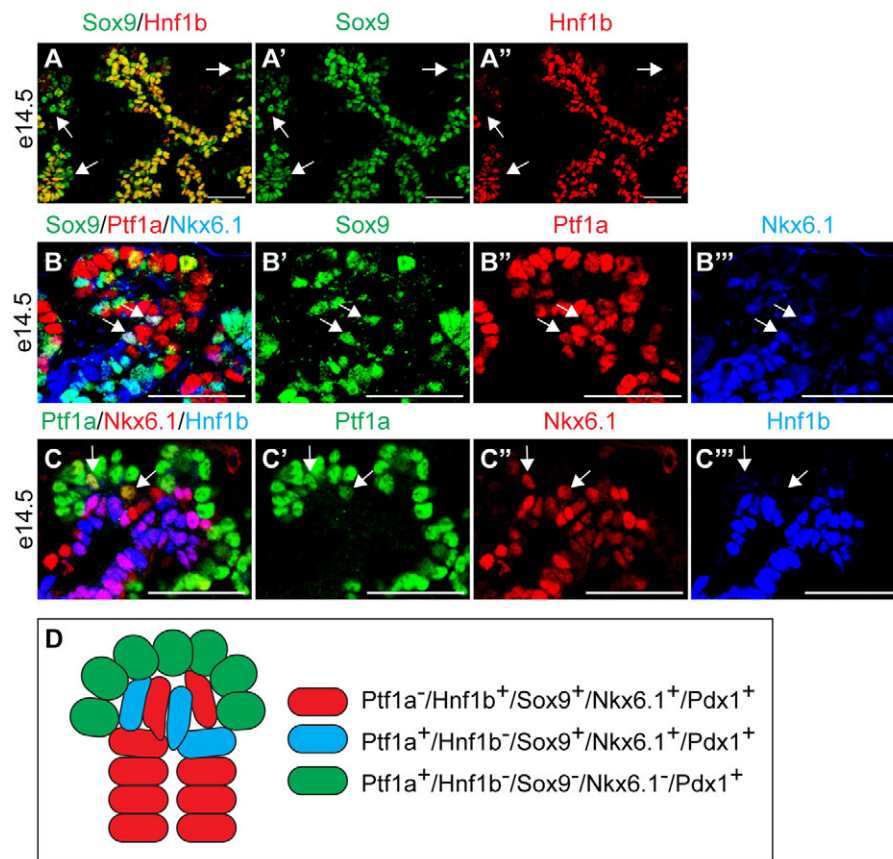 Sox9/Hnf1b Sox9 Hnf1b
e14.5 A A' A"
Sox9/Ptf1a/Nkx6.1 Sox9 Ptf1a Nkx6.1
e14.5 B B' B" B'"
Ptf1a/Nkx6.1/Hnf1b Ptf1a Nkx6.1 Hnf1b
e14.5 C C' C" C'"
D
Ptf1a⁻/Hnf1b⁺/Sox9⁺/Nkx6.1⁺/Pdx1⁺
Ptf1a⁺/Hnf1b⁻/Sox9⁺/Nkx6.1⁺/Pdx1⁺
Ptf1a⁺/Hnf1b⁻/Sox9⁻/Nkx6.1⁻/Pdx1⁺